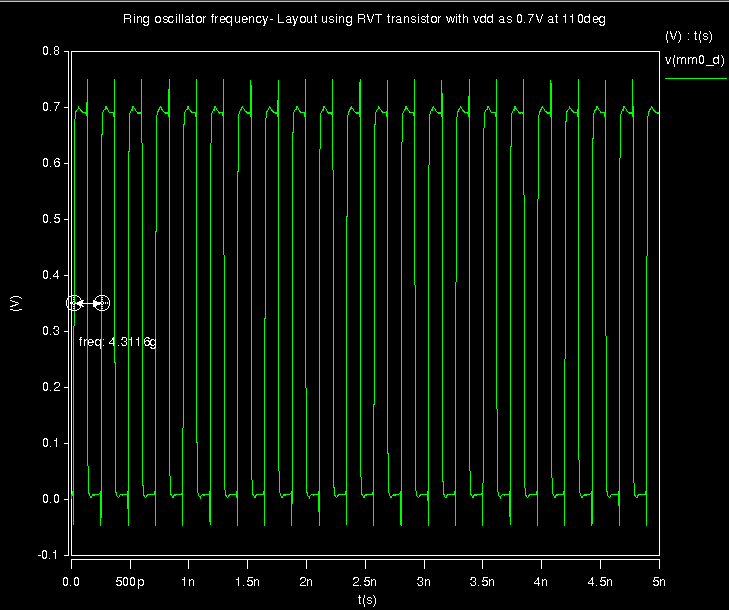 Ring oscillator frequency- Layout using RVT transistor with vdd as 0.7V at 110deg
(V) : t(s)
v(mm0_d)
0.8
0.7
0.6
0.5
0.4
(V)
0.3
freq: 4.3116g
0.2
0.1
0.0
-0.1
0.0 500p 1n 1.5n 2n 2.5n 3n 3.5n 4n 4.5n 5n
t(s)